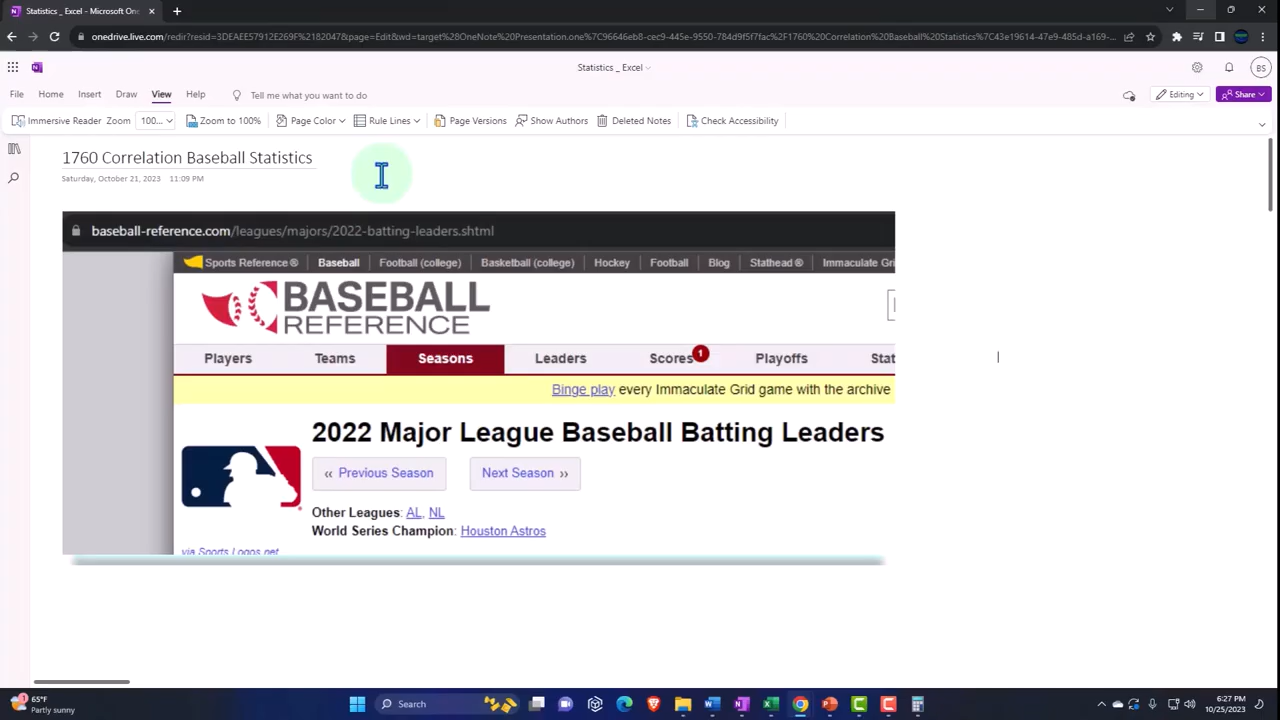 Statistics _ Excel - Microsoft On
onedrive.live.com/redir?resid=3DEAEE57912E269F%2182047&page=Edit&wd=target%28OneNote%20Presentation.one%7C96646eb8-cec9-445e-9550-784d9f5f7fac%2F1760%20Correlation%20Baseball%20Statistics%7C43e19614-47e9-485d-a169-...
Statistics _ Excel
BS
File Home Insert Draw View Help Tell me what you want to do
Editing Share
Immersive Reader Zoom 100... Zoom to 100% Page Color Rule Lines Page Versions Show Authors Deleted Notes Check Accessibility
1760 Correlation Baseball Statistics
Saturday, October 21, 2023 11:09 PM
baseball-reference.com/leagues/majors/2022-batting-leaders.shtml
Sports Reference® Baseball Football (college) Basketball (college) Hockey Football Blog Stathead® Immaculate Gri
BASEBALL
REFERENCE
Players Teams Seasons Leaders Scores 1 Playoffs Stat
Binge play every Immaculate Grid game with the archive
2022 Major League Baseball Batting Leaders
« Previous Season Next Season »
Other Leagues: AL, NL
World Series Champion: Houston Astros
via Sports Logos.net
1
65°F
Partly sunny
Search
6:27 PM
10/25/2023